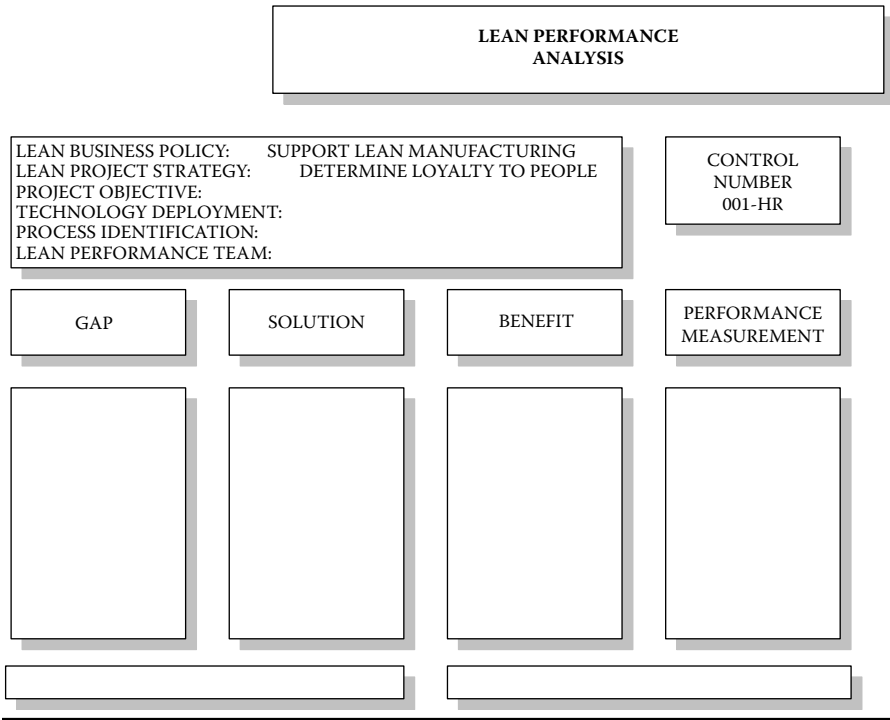 LEAN PERFORMANCE
ANALYSIS
LEAN BUSINESS POLICY: SUPPORT LEAN MANUFACTURING
LEAN PROJECT STRATEGY: DETERMINE LOYALTY TO PEOPLE
PROJECT OBJECTIVE:
TECHNOLOGY DEPLOYMENT:
PROCESS IDENTIFICATION:
LEAN PERFORMANCE TEAM:
CONTROL
NUMBER
001-HR
GAP
SOLUTION
BENEFIT
PERFORMANCE
MEASUREMENT